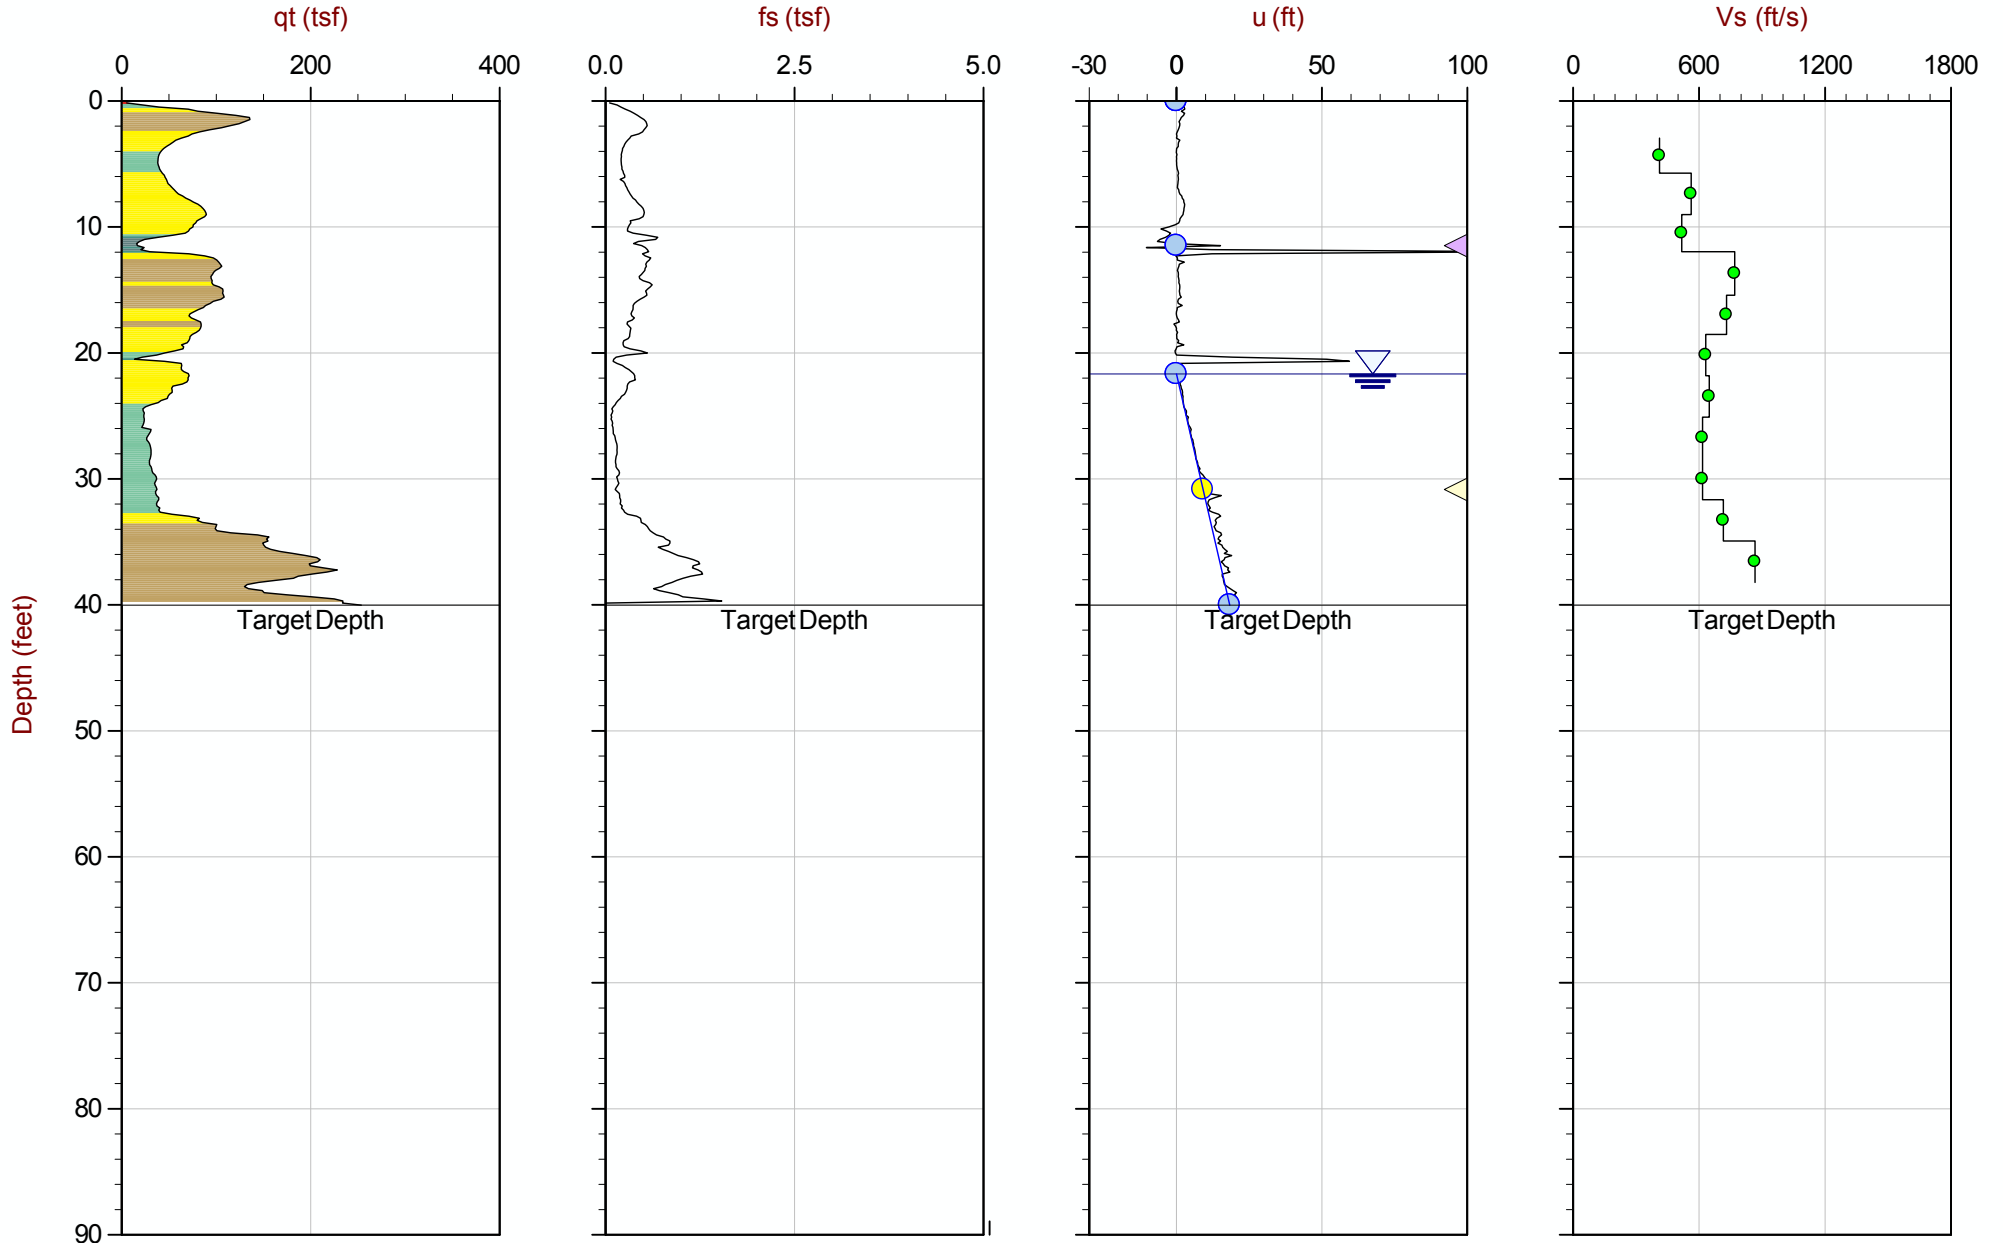 qt (tsf) fs (tsf) u (ft) Vs (ft/s)
0 200 400 0.0 2.5 5.0 -30 0 50 100 0 600 1200 1800
0
10
20
30
40
Target Depth Target Depth Target Depth Target Depth
Depth (feet)
50
60
70
80
90